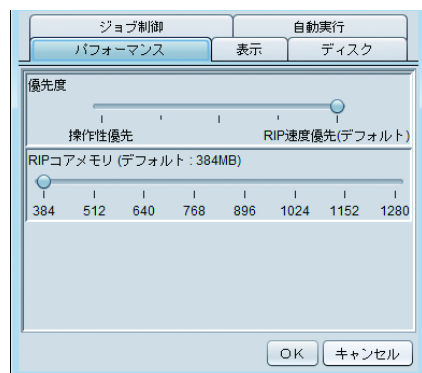 ジョブ制御 自動実行
パフォーマンス 表示 ディスク
優先度
操作性優先 RIP速度優先(デフォルト)
RIPコアメモリ (デフォルト : 384MB)
384 512 640 768 896 1024 1152 1280
OK キャンセル